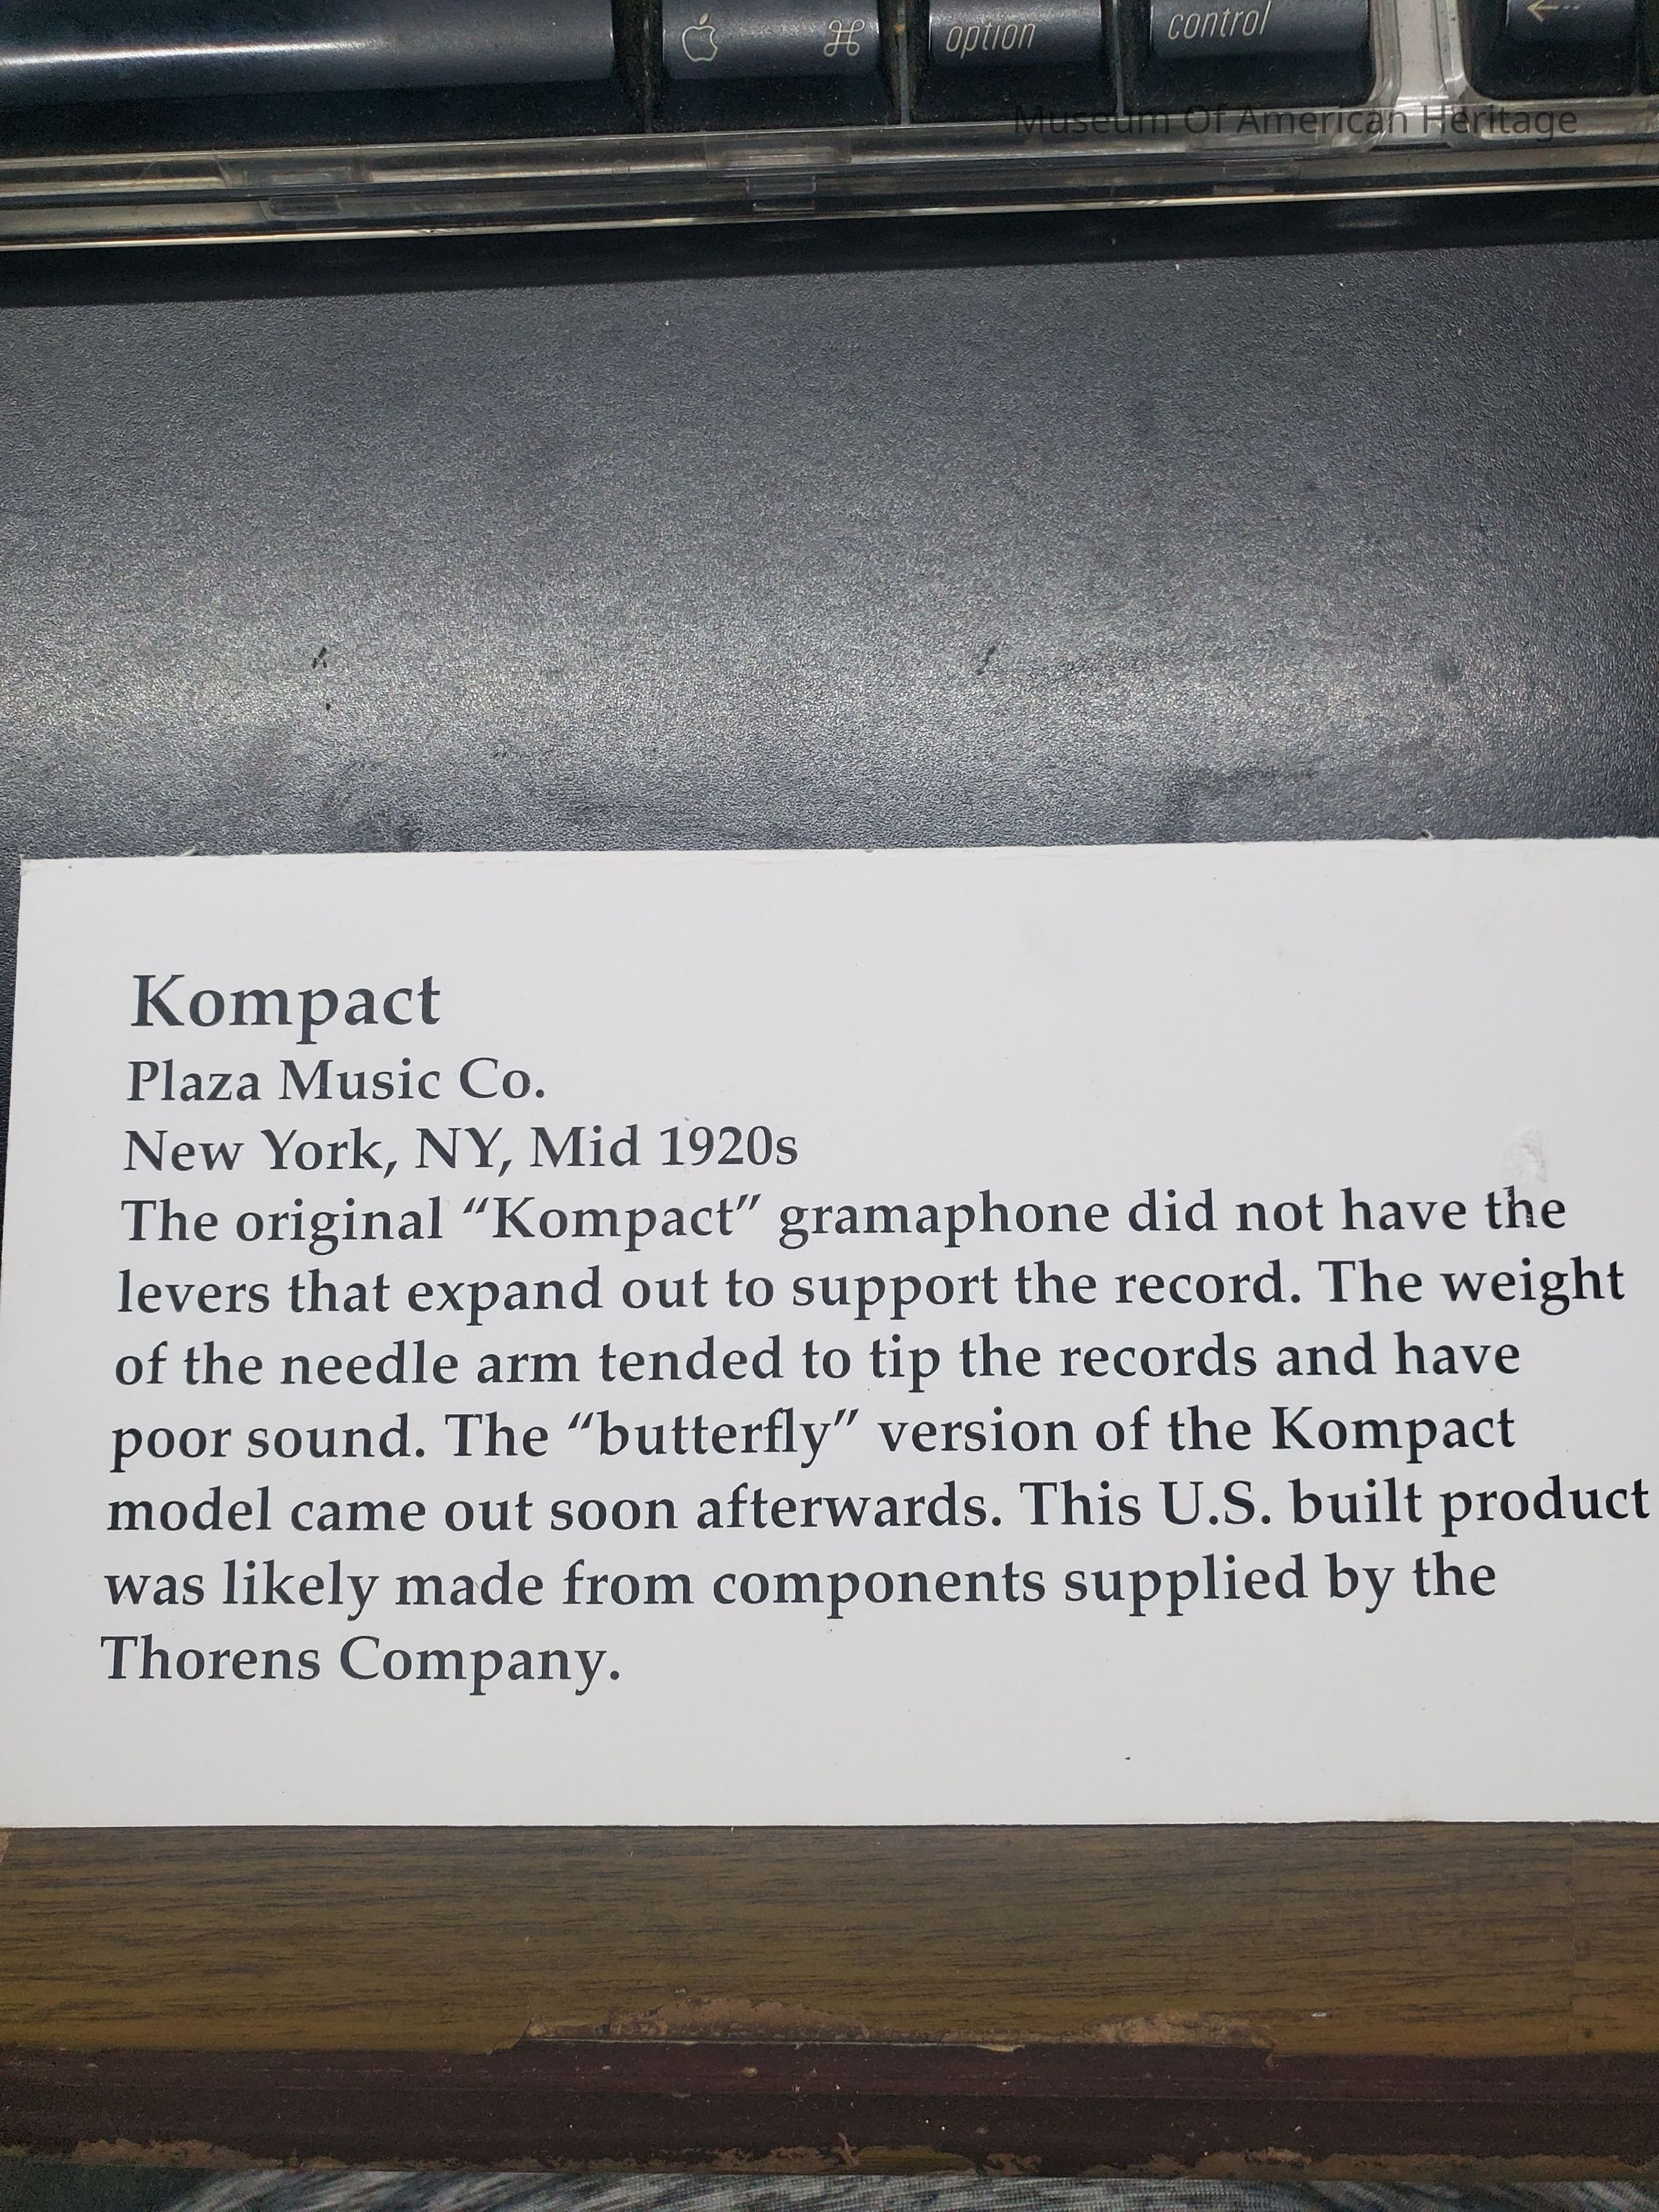 ⌘ option control
Museum Of American Heritage
Kompact
Plaza Music Co.
New York, NY, Mid 1920s
The original “Kompact” gramaphone did not have the
levers that expand out to support the record. The weight
of the needle arm tended to tip the records and have
poor sound. The “butterfly” version of the Kompact
model came out soon afterwards. This U.S. built product
was likely made from components supplied by the
Thorens Company.